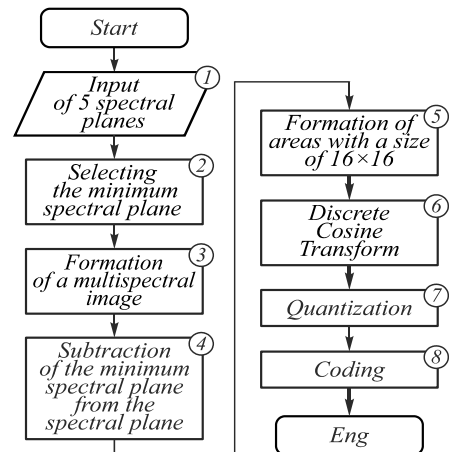 Start
1
Input
of 5 spectral
planes
2
Selecting
the minimum
spectral plane
3
Formation
of a multispectral
image
4
Subtraction
of the minimum
spectral plane
from the
spectral plane
5
Formation of
areas with a size
of 16×16
6
Discrete
Cosine
Transform
7
Quantization
8
Coding
Eng